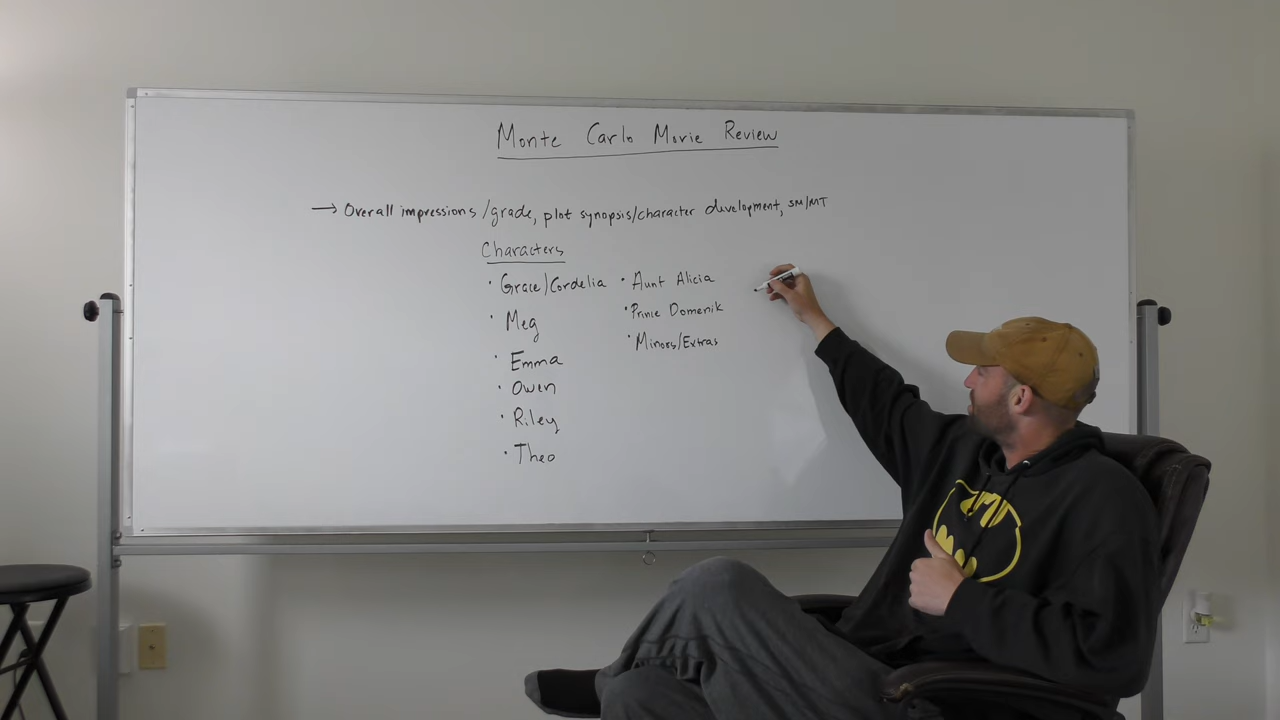 Monte Carlo Movie Review
→ Overall impressions/grade, plot synopsis/character development, SM/MT
Characters
• Grace/Cordelia
• Meg
• Emma
• Owen
• Riley
• Theo
• Aunt Alicia
• Prince Domenik
• Minors/Extras